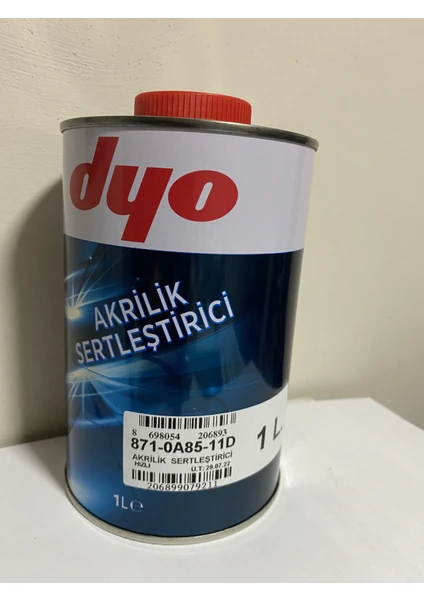 dyo
AKRİLİK
SERTLEŞTİRİCİ
8 698054 206893
871-0A85-11D
AKRİLİK SERTLEŞTİRİCİ
HIZLI
Ü.T: 29.07.22
206899079211
1 L
1L℮